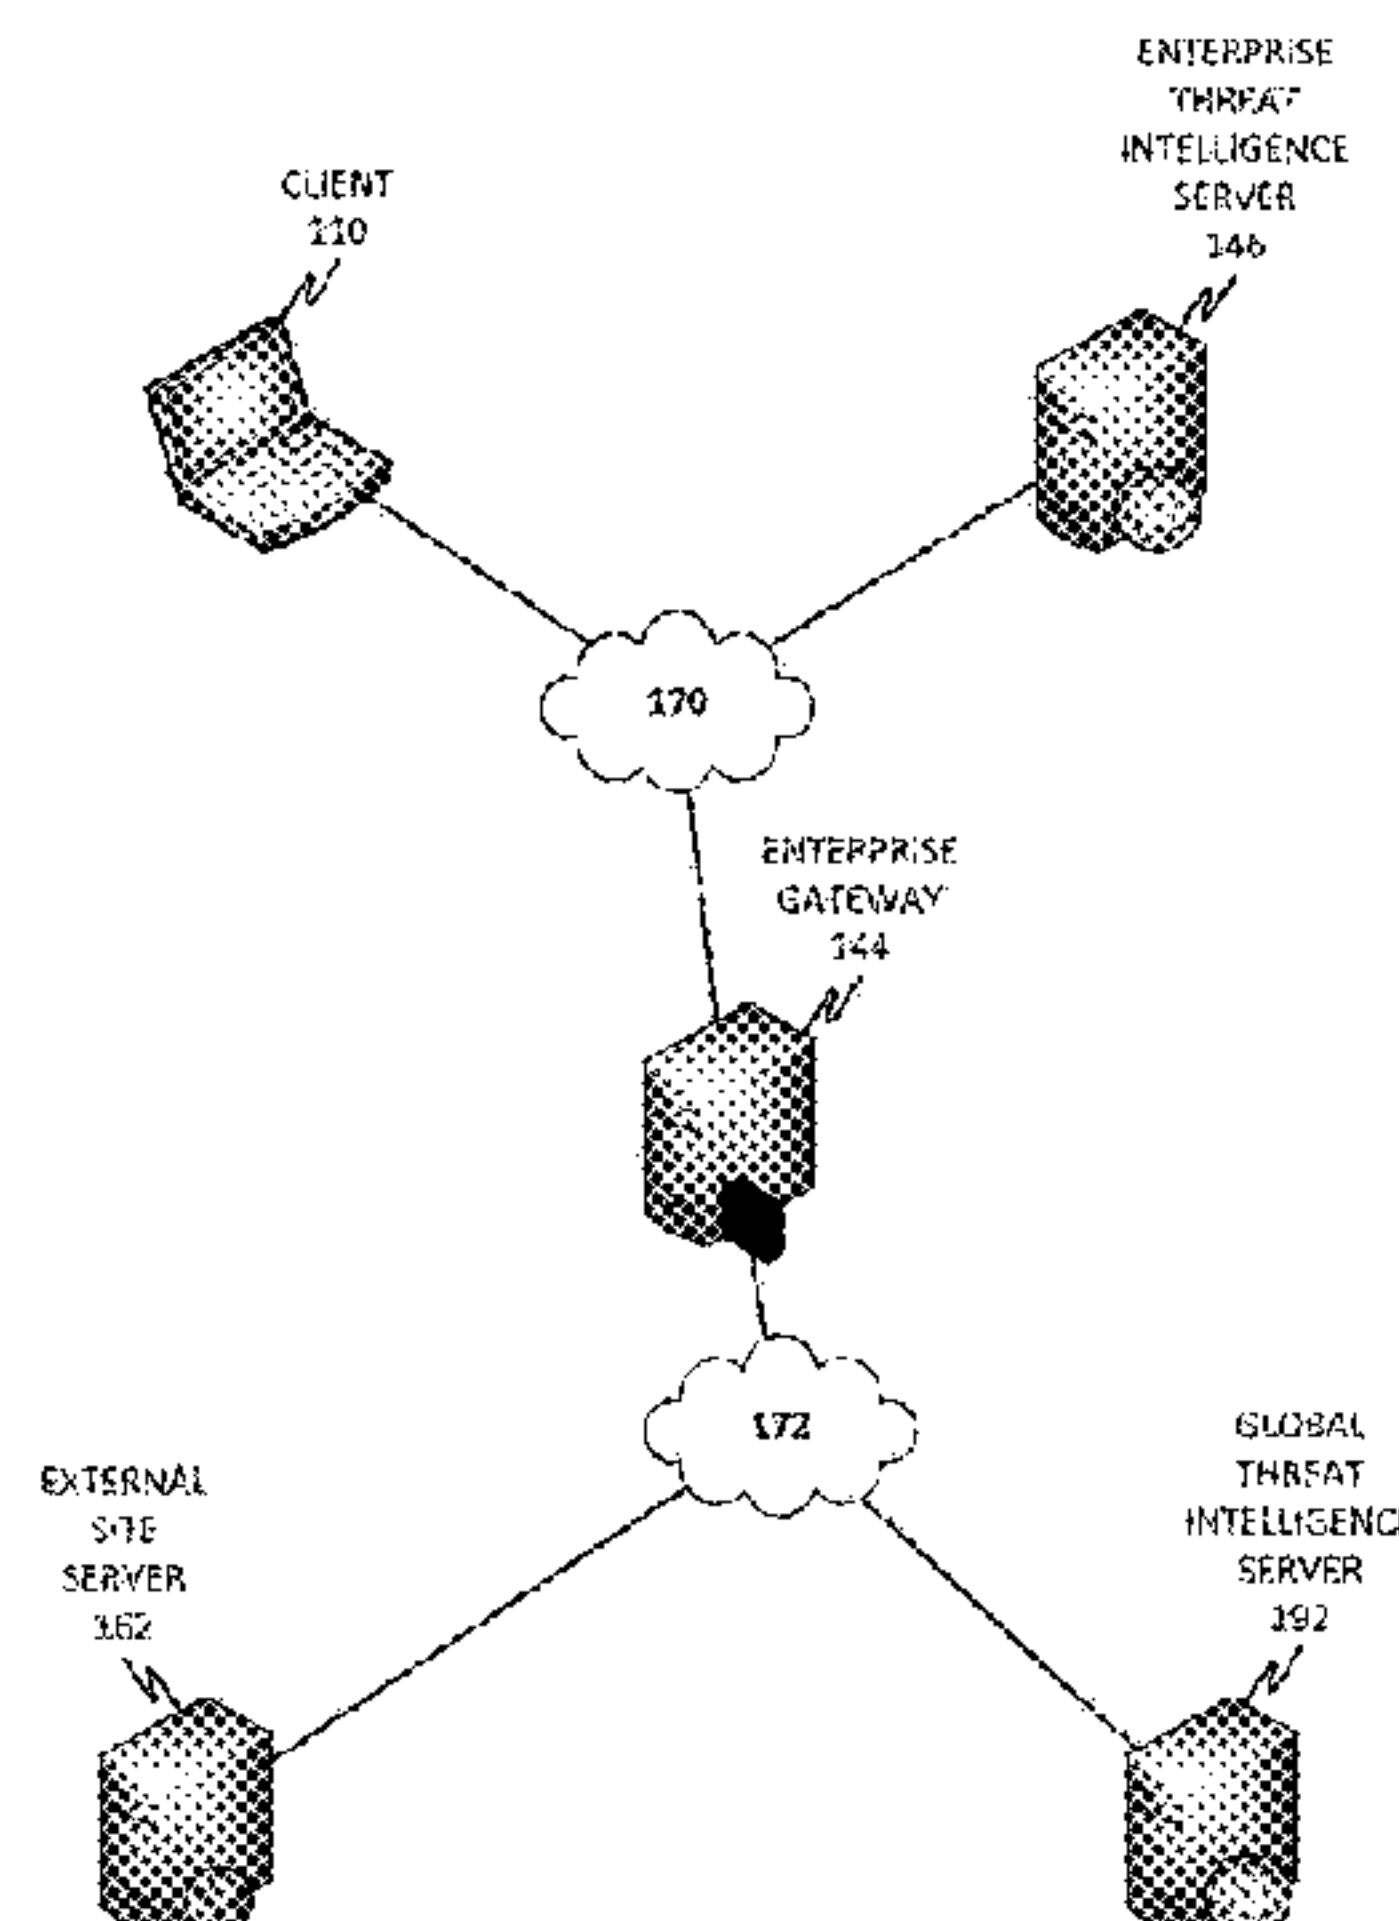 ENTERPRISE
THREAT
INTELLIGENCE
SERVER
146
CLIENT
110
170
ENTERPRISE
GATEWAY
144
172
GLOBAL
THREAT
INTELLIGENC
SERVER
192
EXTERNAL
SITE
SERVER
162